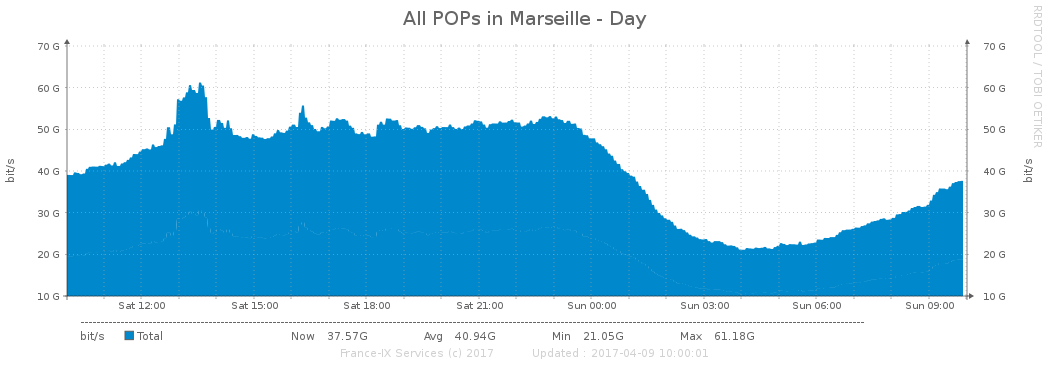 All POPs in Marseille - Day
RRDTOOL / TOBI OETIKER
70 G 70 G
60 G 60 G
50 G 50 G
40 G 40 G
30 G 30 G
20 G 20 G
10 G 10 G
bit/s
bit/s
Sat 12:00 Sat 15:00 Sat 18:00 Sat 21:00 Sun 00:00 Sun 03:00 Sun 06:00 Sun 09:00
bit/s Total Now 37.57G Avg 40.94G Min 21.05G Max 61.18G
France-IX Services (c) 2017 Updated : 2017-04-09 10:00:01